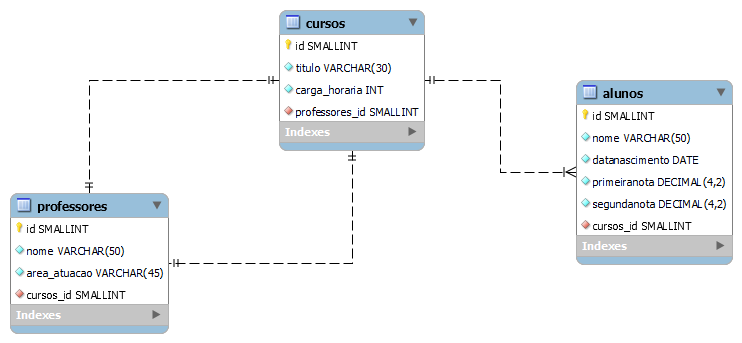 cursos
id SMALLINT
titulo VARCHAR(30)
carga_horaria INT
professores_id SMALLINT
Indexes
alunos
id SMALLINT
nome VARCHAR(50)
datanascimento DATE
primeiranota DECIMAL(4,2)
segundanota DECIMAL(4,2)
cursos_id SMALLINT
Indexes
professores
id SMALLINT
nome VARCHAR(50)
area_atuacao VARCHAR(45)
cursos_id SMALLINT
Indexes